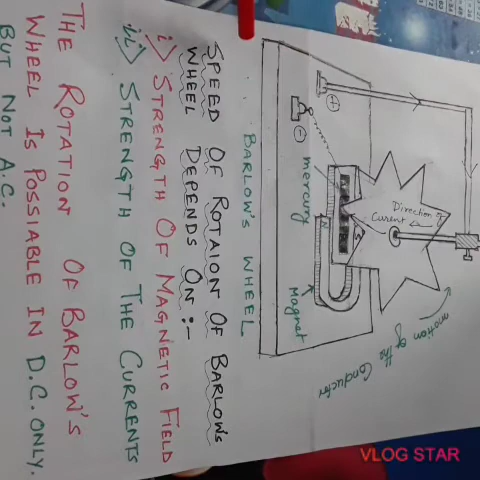 +
−
Direction of
Curent
mercury
N
S
Magnet
motion of the Conductor
BARLOW'S WHEEL
SPEED OF ROTAION OF BARLOWS
WHEEL DEPENDS ON :-
i) STRENGTH OF MAGNETIC FIELD
ii) STRENGTH OF THE CURRENTS
THE ROTATION OF BARLOW'S
WHEEL IS POSSIABLE IN D.C. ONLY.
BUT NOT A.C.
VLOG STAR